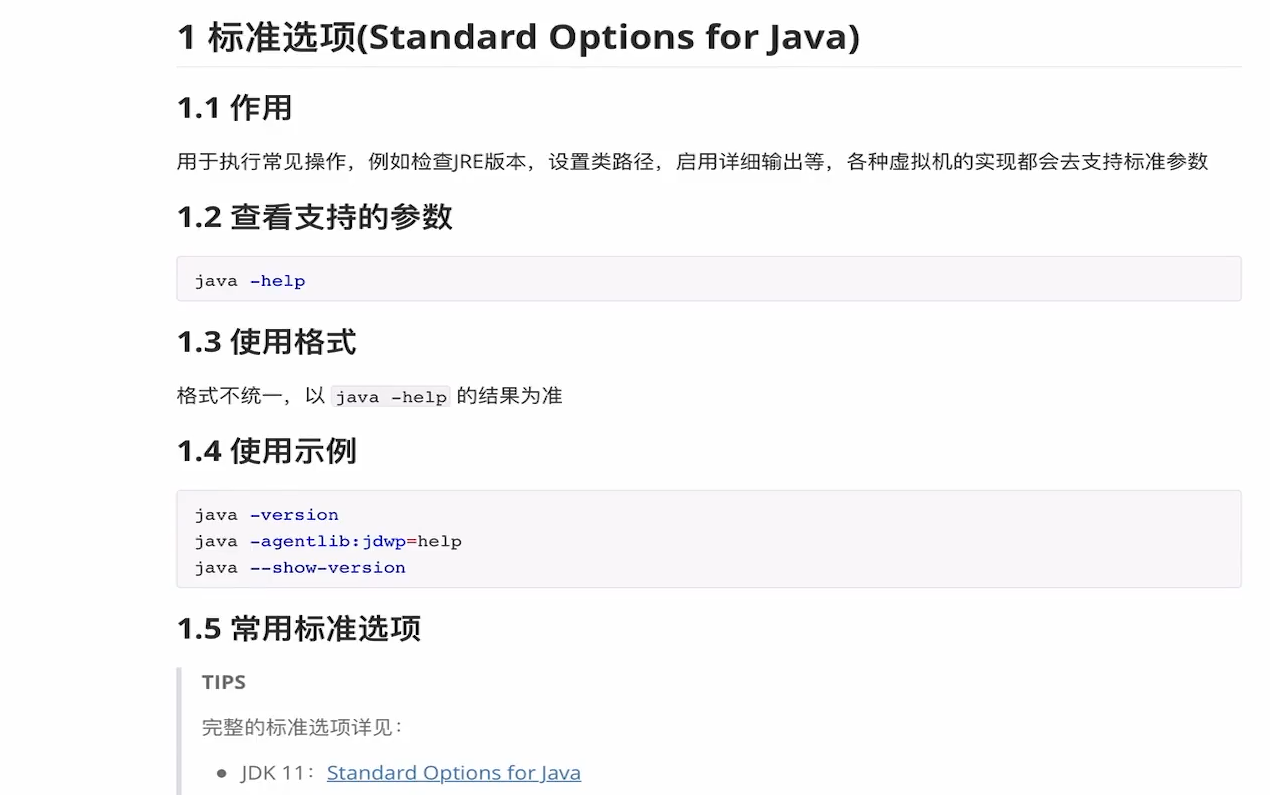 1 标准选项(Standard Options for Java)
1.1 作用
用于执行常见操作，例如检查JRE版本，设置类路径，启用详细输出等，各种虚拟机的实现都会去支持标准参数
1.2 查看支持的参数
java -help
1.3 使用格式
格式不统一，以 java -help 的结果为准
1.4 使用示例
java -version
java -agentlib:jdwp=help
java --show-version
1.5 常用标准选项
TIPS
完整的标准选项详见：
● JDK 11：Standard Options for Java